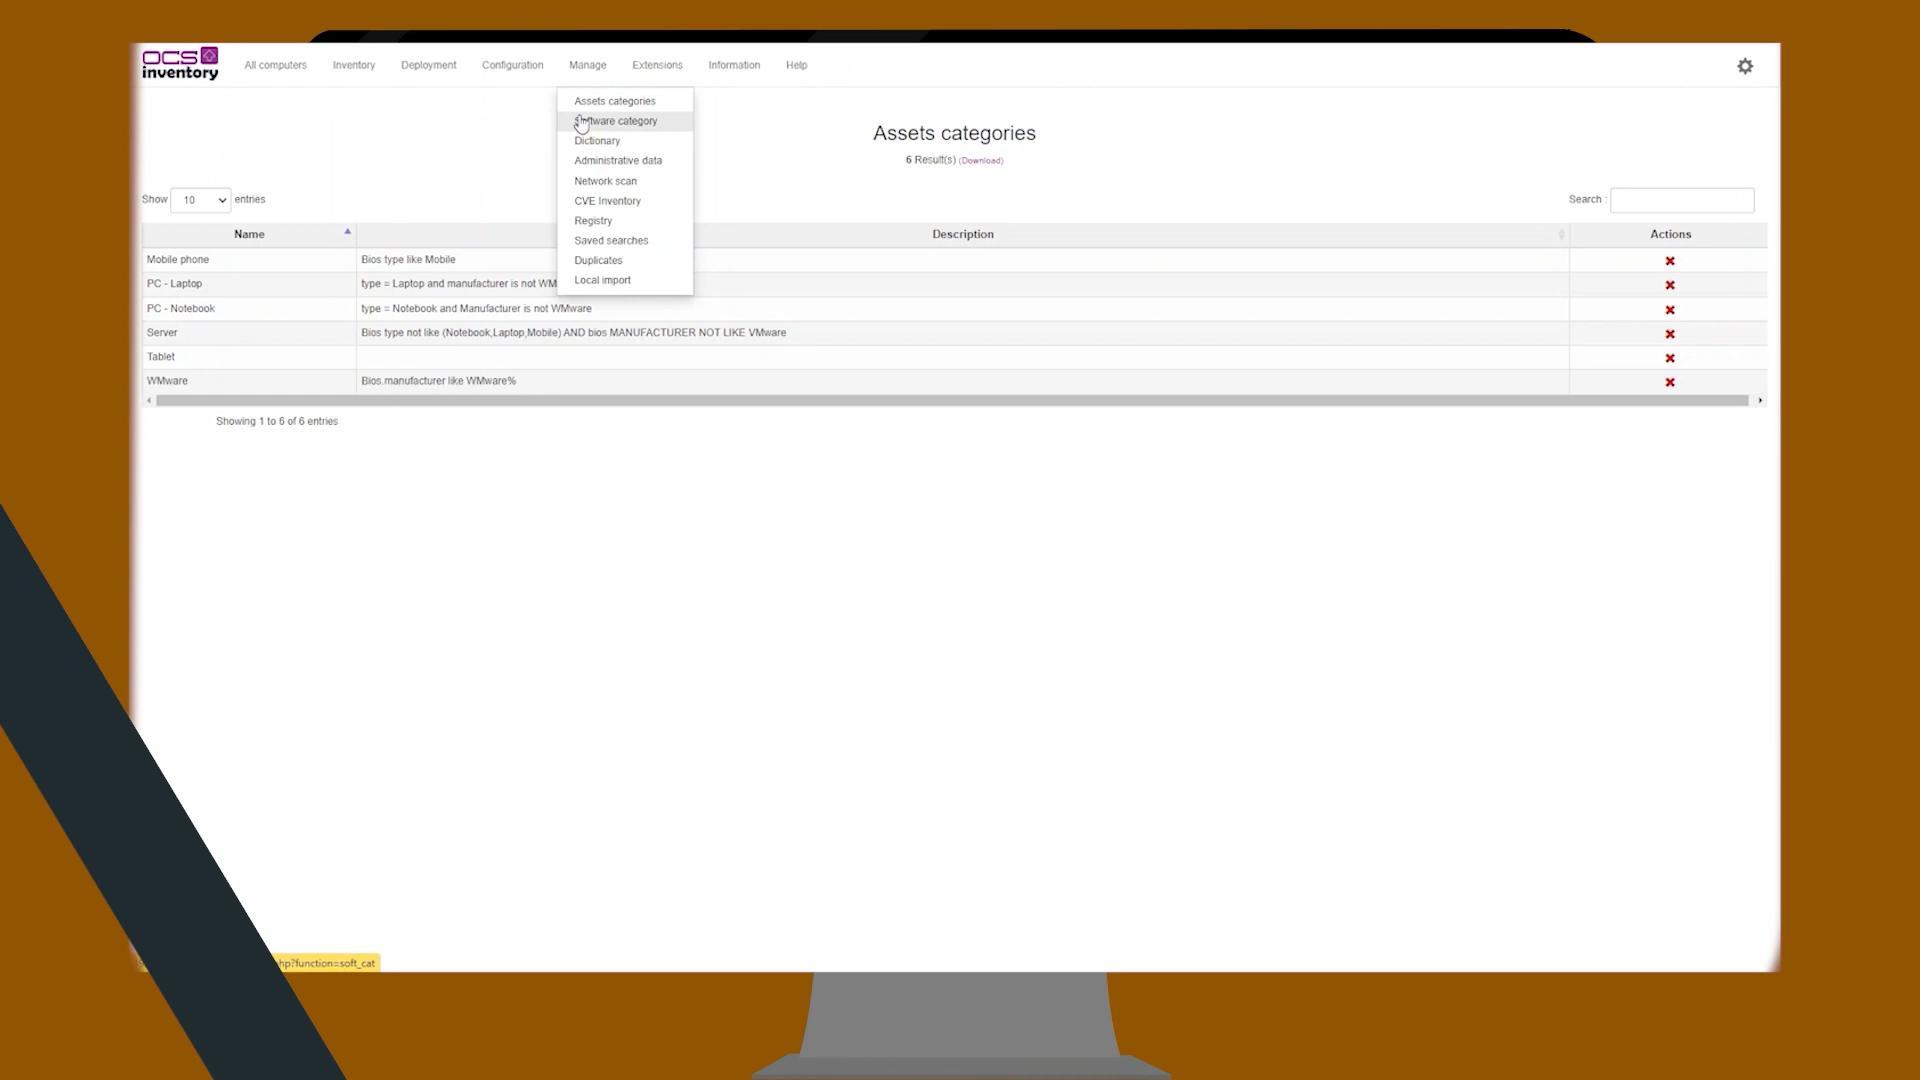 OCS
inventory
All computers Inventory Deployment Configuration Manage Extensions Information Help
Assets categories
Software category
Dictionary
Administrative data
Network scan
CVE Inventory
Registry
Saved searches
Duplicates
Local import
Assets categories
6 Result(s) (Download)
Show 10 entries
Search :
Name Description Actions
Mobile phone Bios type like Mobile
PC - Laptop type = Laptop and manufacturer is not WM
PC - Notebook type = Notebook and Manufacturer is not WMware
Server Bios type not like (Notebook,Laptop,Mobile) AND bios MANUFACTURER NOT LIKE VMware
Tablet
WMware Bios.manufacturer like WMware%
Showing 1 to 6 of 6 entries
hp?function=soft_cat